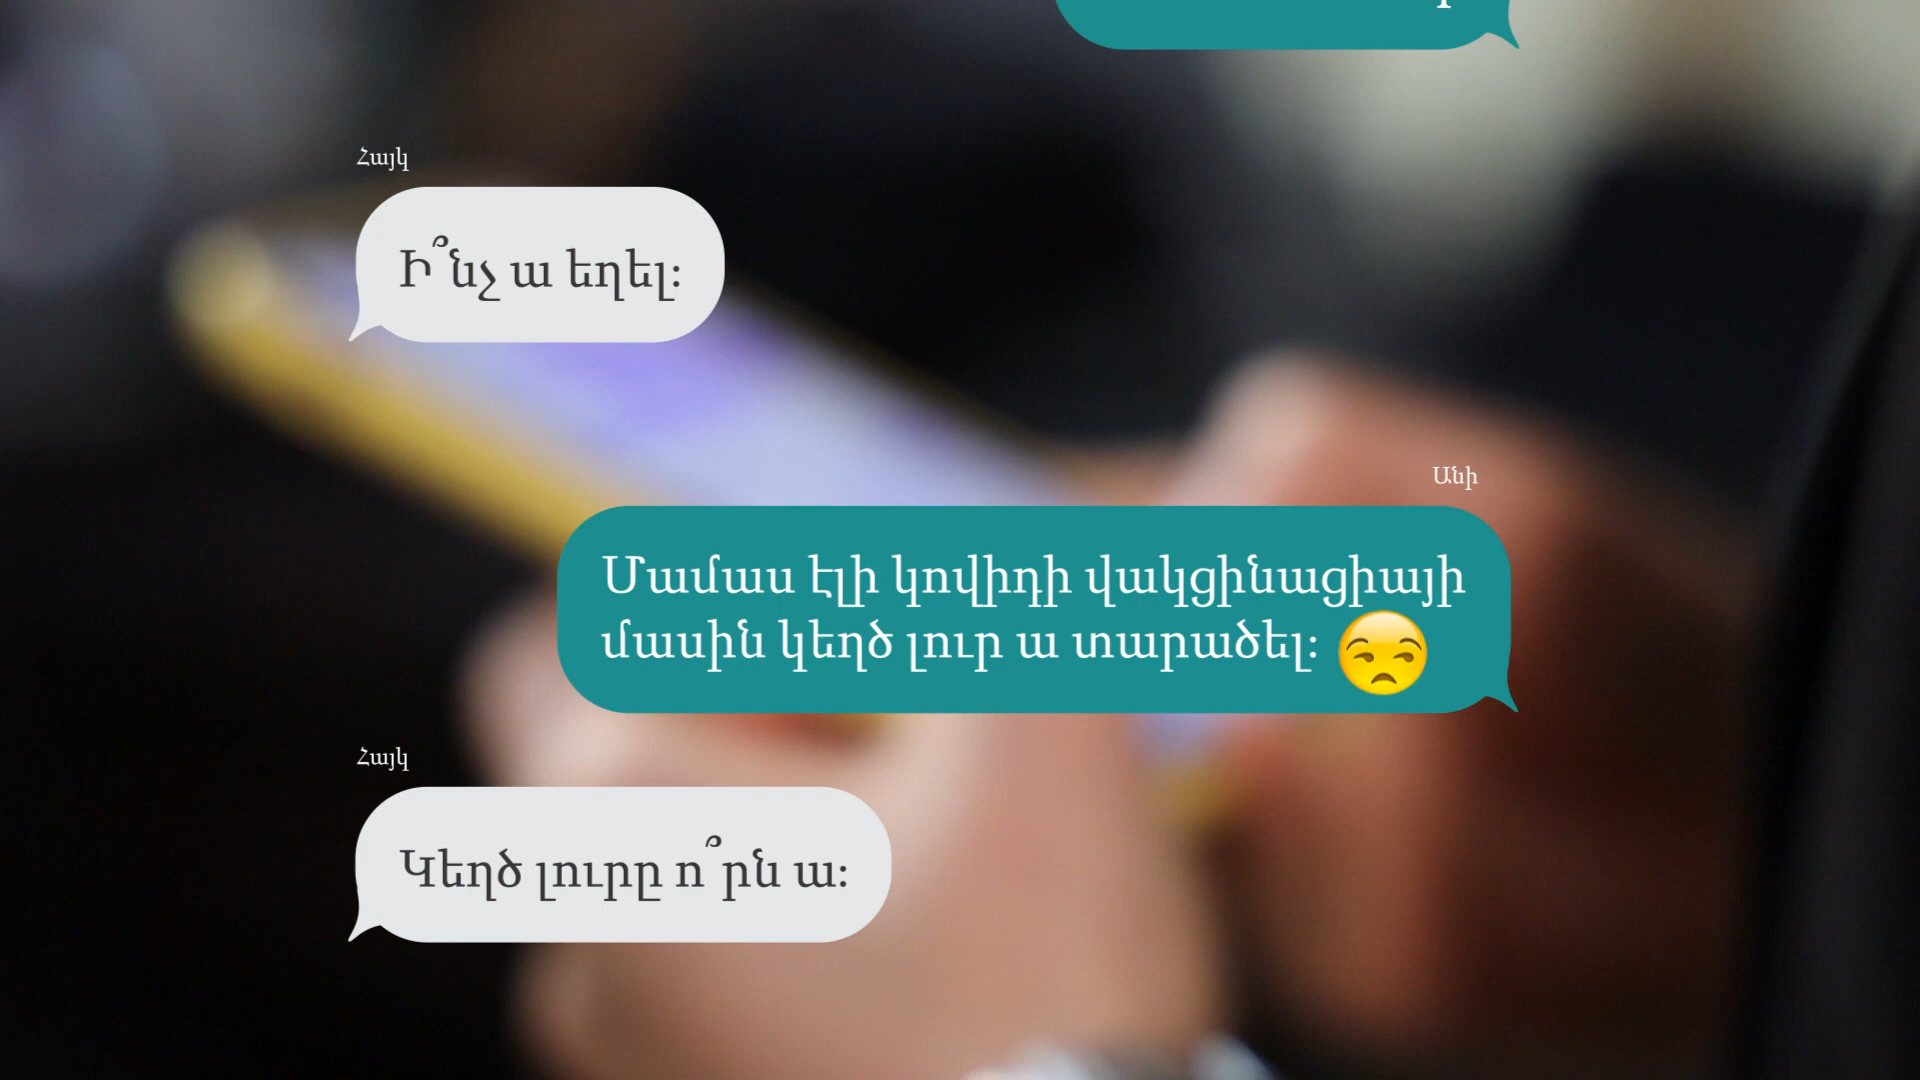 Հայկ
Ի՞նչ ա եղել։
Անի
Մամաս էլի կովիդի վակցինացիայի
մասին կեղծ լուր ա տարածել։
Հայկ
Կեղծ լուրը ո՞րն ա։